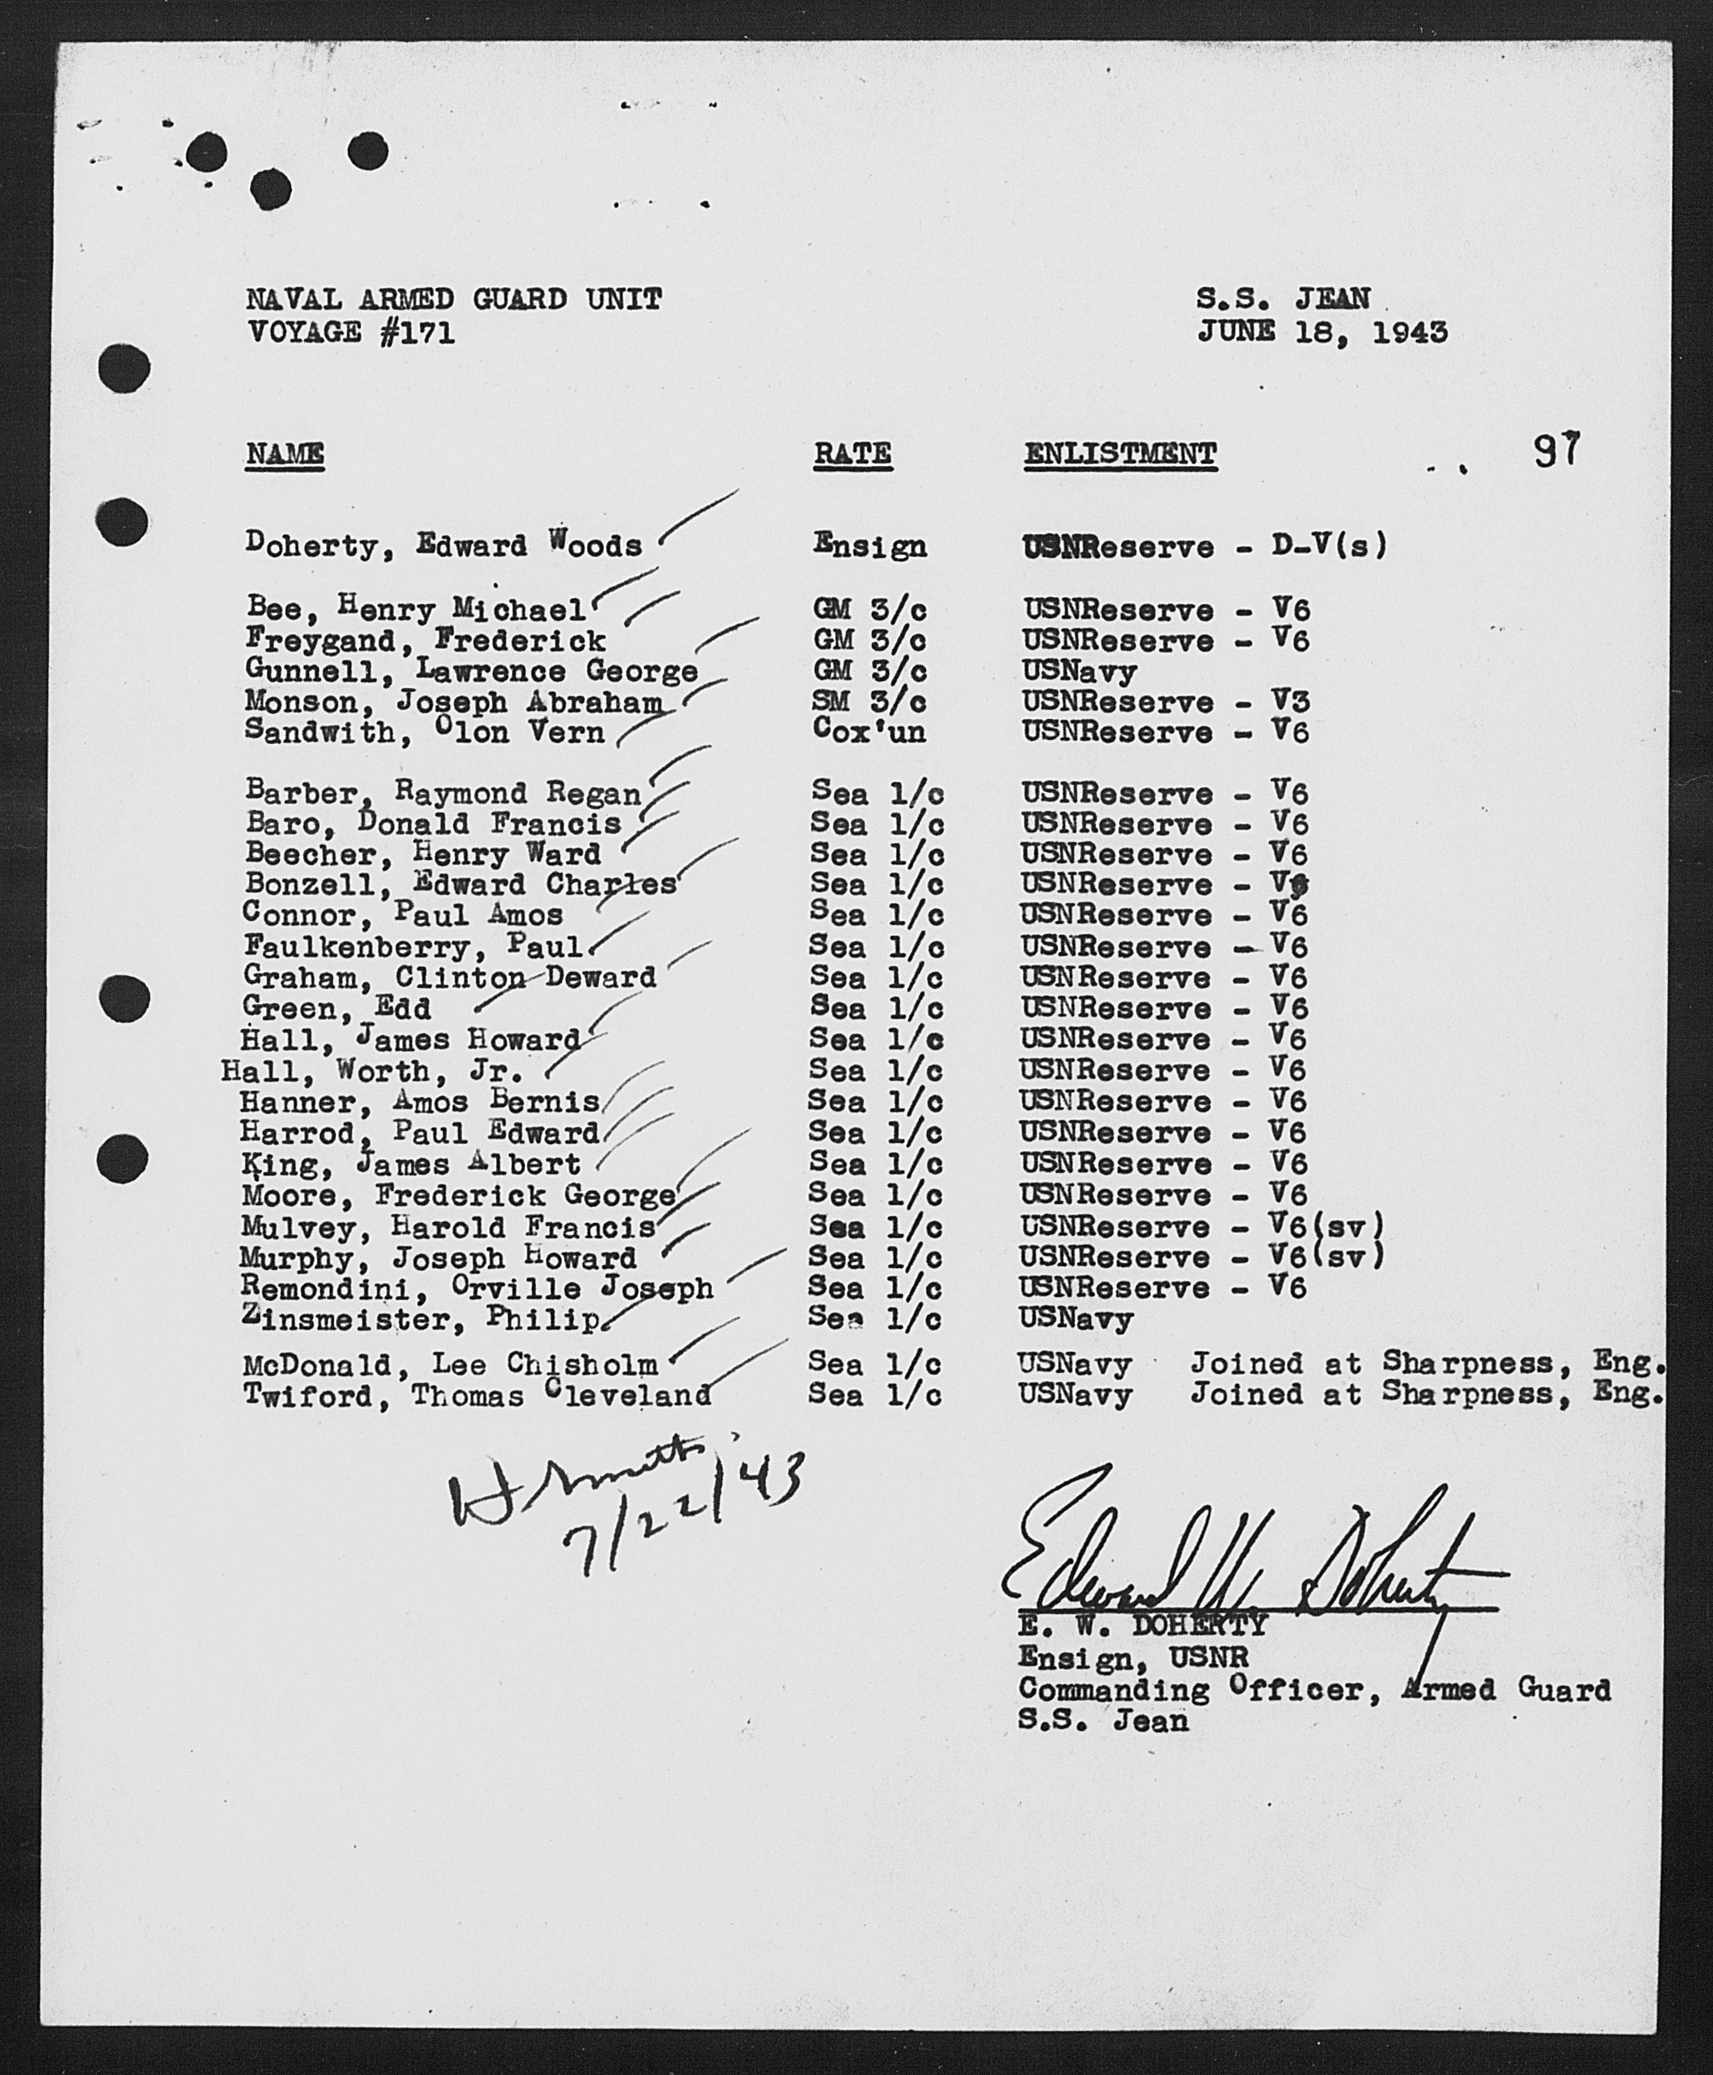 NAVAL ARMED GUARD UNIT S.S. JEAN
VOYAGE #171 JUNE 18, 1943
NAME RATE ENLISTMENT 97
Doherty, Edward Woods Ensign USNReserve - D-V(s)
Bee, Henry Michael GM 3/c USNReserve - V6
Freygand, Frederick GM 3/c USNReserve - V6
Gunnell, Lawrence George GM 3/c USNavy
Monson, Joseph Abraham SM 3/c USNReserve - V3
Sandwith, Olon Vern Cox'un USNReserve - V6
Barber, Raymond Regan Sea 1/c USNReserve - V6
Baro, Donald Francis Sea 1/c USNReserve - V6
Beecher, Henry Ward Sea 1/c USNReserve - V6
Bonzell, Edward Charles Sea 1/c USNReserve - V6
Connor, Paul Amos Sea 1/c USNReserve - V6
Faulkenberry, Paul Sea 1/c USNReserve - V6
Graham, Clinton Deward Sea 1/c USNReserve - V6
Green, Edd Sea 1/c USNReserve - V6
Hall, James Howard Sea 1/c USNReserve - V6
Hall, Worth, Jr. Sea 1/c USNReserve - V6
Hanner, Amos Bernis Sea 1/c USNReserve - V6
Harrod, Paul Edward Sea 1/c USNReserve - V6
King, James Albert Sea 1/c USNReserve - V6
Moore, Frederick George Sea 1/c USNReserve - V6
Mulvey, Harold Francis Sea 1/c USNReserve - V6(sv)
Murphy, Joseph Howard Sea 1/c USNReserve - V6(sv)
Remondini, Orville Joseph Sea 1/c USNReserve - V6
Zinsmeister, Philip. Sea 1/c USNavy
McDonald, Lee Chisholm Sea 1/c USNavy Joined at Sharpness, Eng.
Twiford, Thomas Cleveland Sea 1/c USNavy Joined at Sharpness, Eng.
7/22/'43
Edward W. Doherty
E. W. DOHERTY
Ensign, USNR
Commanding Officer, Armed Guard
S.S. Jean